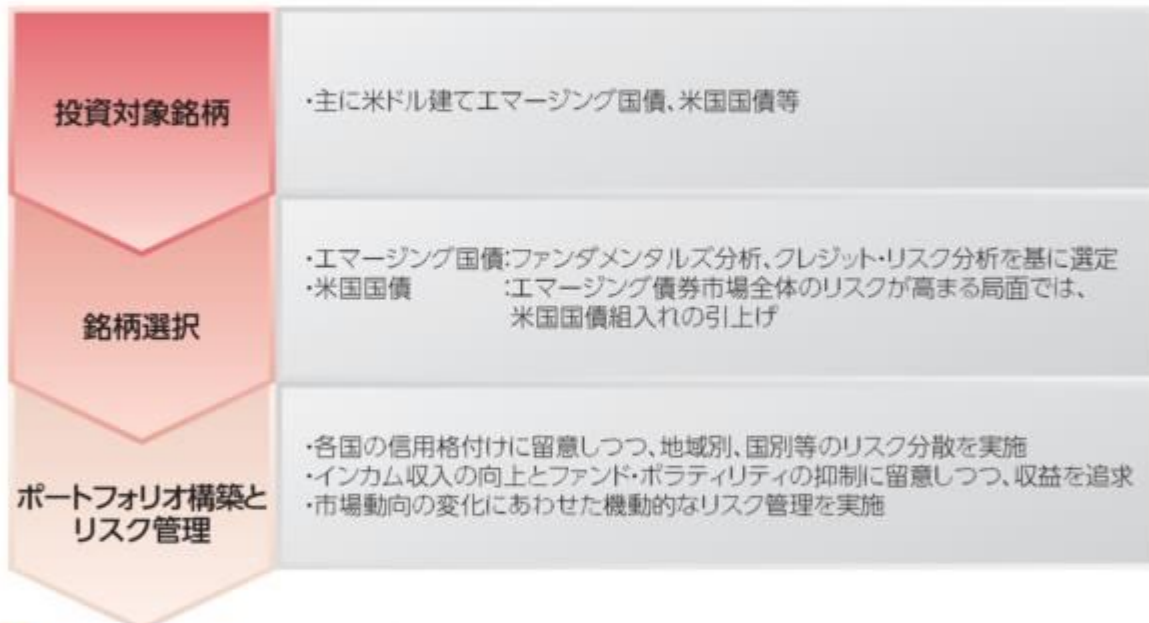 投資対象銘柄
・主に米ドル建てエマージング国債、米国国債等
銘柄選択
・エマージング国債:ファンダメンタルズ分析、クレジット・リスク分析を基に選定
・米国国債 :エマージング債券市場全体のリスクが高まる局面では、
米国国債組入れの引上げ
ポートフォリオ構築と
リスク管理
・各国の信用格付けに留意しつつ、地域別、国別等のリスク分散を実施
・インカム収入の向上とファンド・ボラティリティの抑制に留意しつつ、収益を追求
・市場動向の変化にあわせた機動的なリスク管理を実施